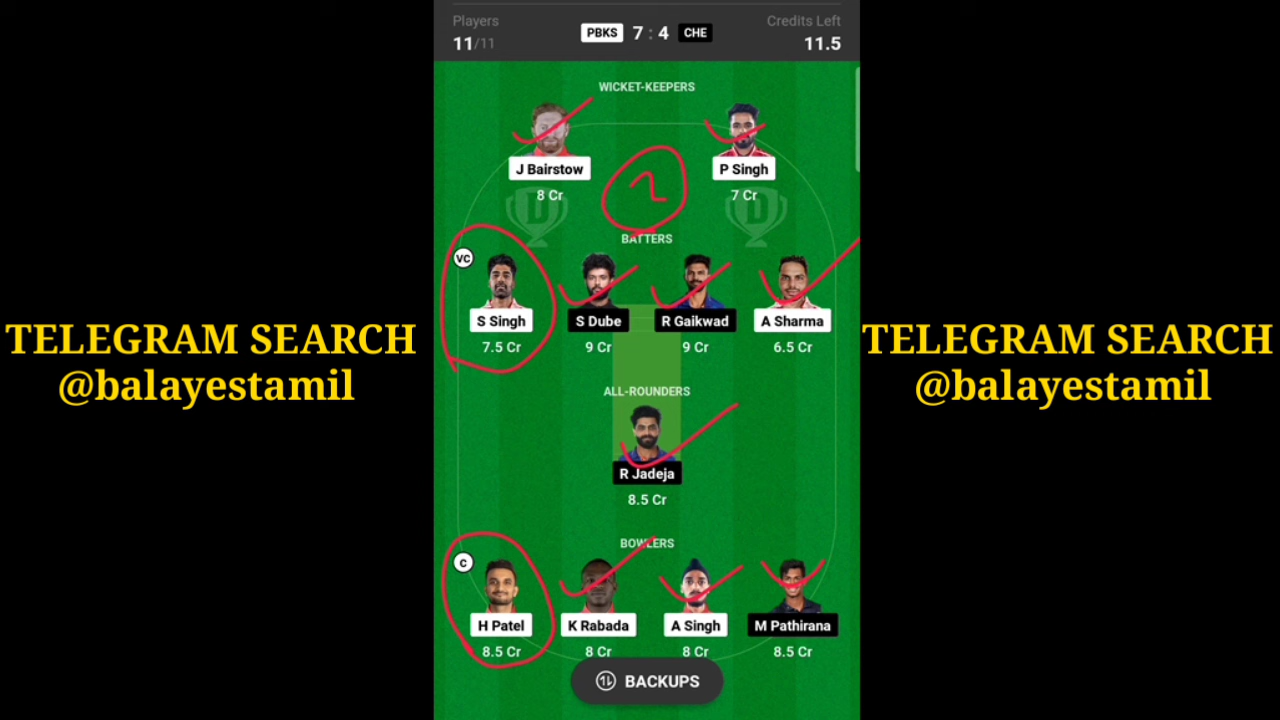 Players
11/11
PBKS 7 : 4 CHE
Credits Left
11.5
WICKET-KEEPERS
J Bairstow
8 Cr
P Singh
7 Cr
2
BATTERS
VC
S Singh
7.5 Cr
S Dube
9 Cr
R Gaikwad
9 Cr
A Sharma
6.5 Cr
TELEGRAM SEARCH
@balayestamil
TELEGRAM SEARCH
@balayestamil
ALL-ROUNDERS
R Jadeja
8.5 Cr
BOWLERS
C
H Patel
8.5 Cr
K Rabada
8 Cr
A Singh
8 Cr
M Pathirana
8.5 Cr
BACKUPS